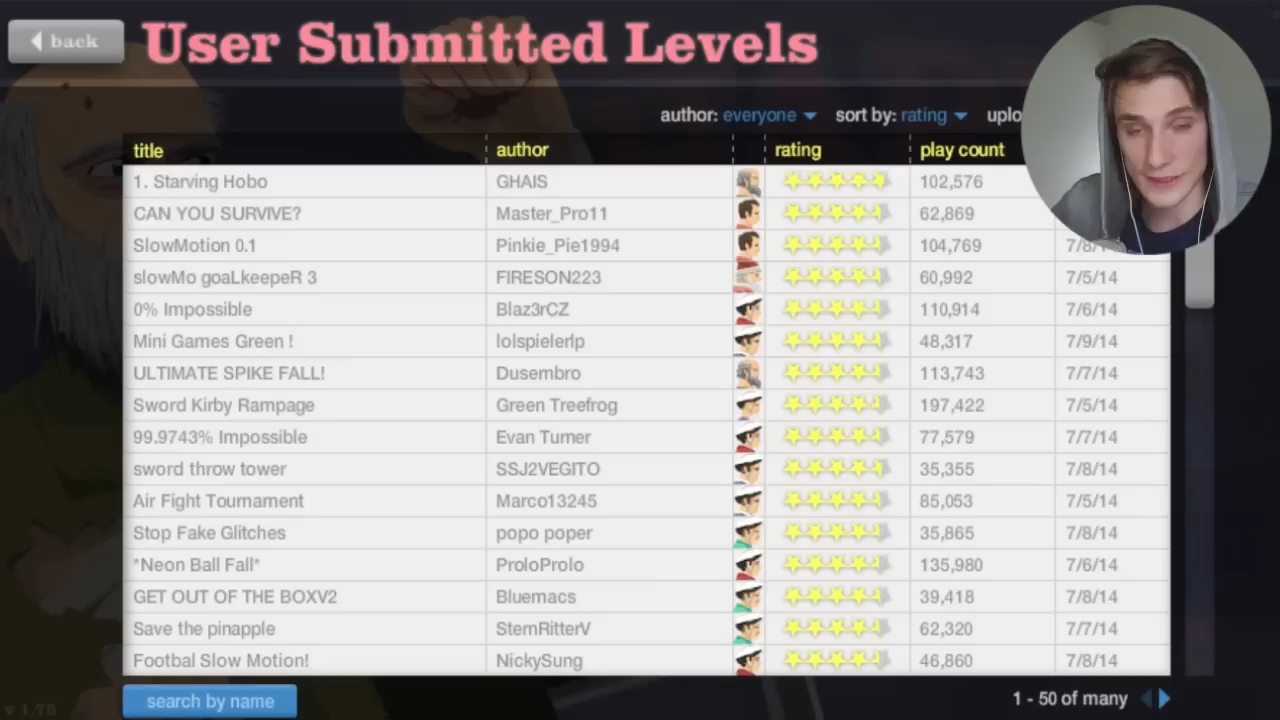 back
User Submitted Levels
author: everyone sort by: rating uplo
title author rating play count
1. Starving Hobo GHAIS 102,576
CAN YOU SURVIVE? Master_Pro11 62,869
SlowMotion 0.1 Pinkie_Pie1994 104,769
slowMo goaLkeepeR 3 FIRESON223 60,992 7/5/14
0% Impossible Blaz3rCZ 110,914 7/6/14
Mini Games Green ! lolspielerlp 48,317 7/9/14
ULTIMATE SPIKE FALL! Dusembro 113,743 7/7/14
Sword Kirby Rampage Green Treefrog 197,422 7/5/14
99.9743% Impossible Evan Turner 77,579 7/7/14
sword throw tower SSJ2VEGITO 35,355 7/8/14
Air Fight Tournament Marco13245 85,053 7/5/14
Stop Fake Glitches popo poper 35,865 7/8/14
*Neon Ball Fall* ProloProlo 135,980 7/6/14
GET OUT OF THE BOXV2 Bluemacs 39,418 7/8/14
Save the pinapple SternRitterV 62,320 7/7/14
Footbal Slow Motion! NickySung 46,860 7/8/14
search by name 1 - 50 of many
v 1.75